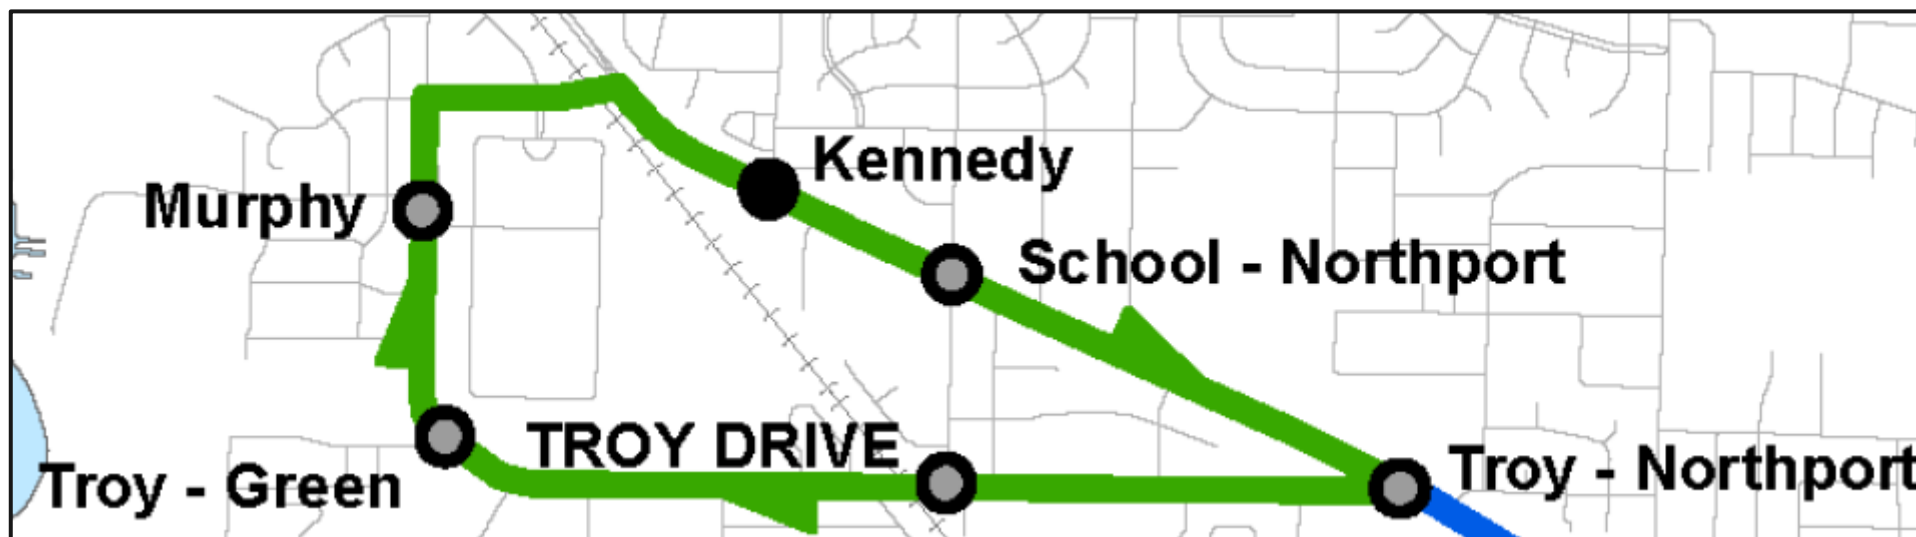 Kennedy
Murphy
School - Northport
TROY DRIVE
Troy - Northport
Troy - Green